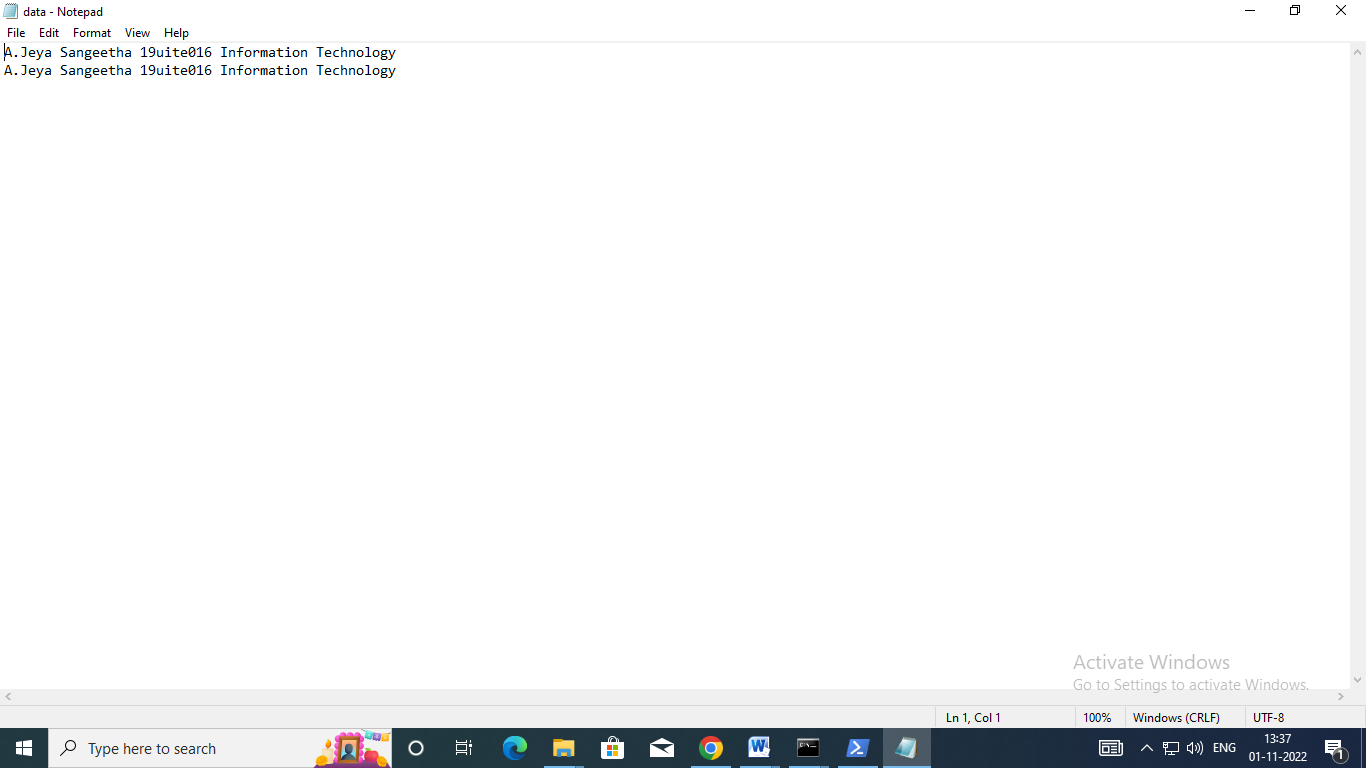 data - Notepad
File Edit Format View Help
A.Jeya Sangeetha 19uite016 Information Technology
A.Jeya Sangeetha 19uite016 Information Technology
Activate Windows
Go to Settings to activate Windows.
Ln 1, Col 1 100% Windows (CRLF) UTF-8
Type here to search
ENG
13:37
01-11-2022
1